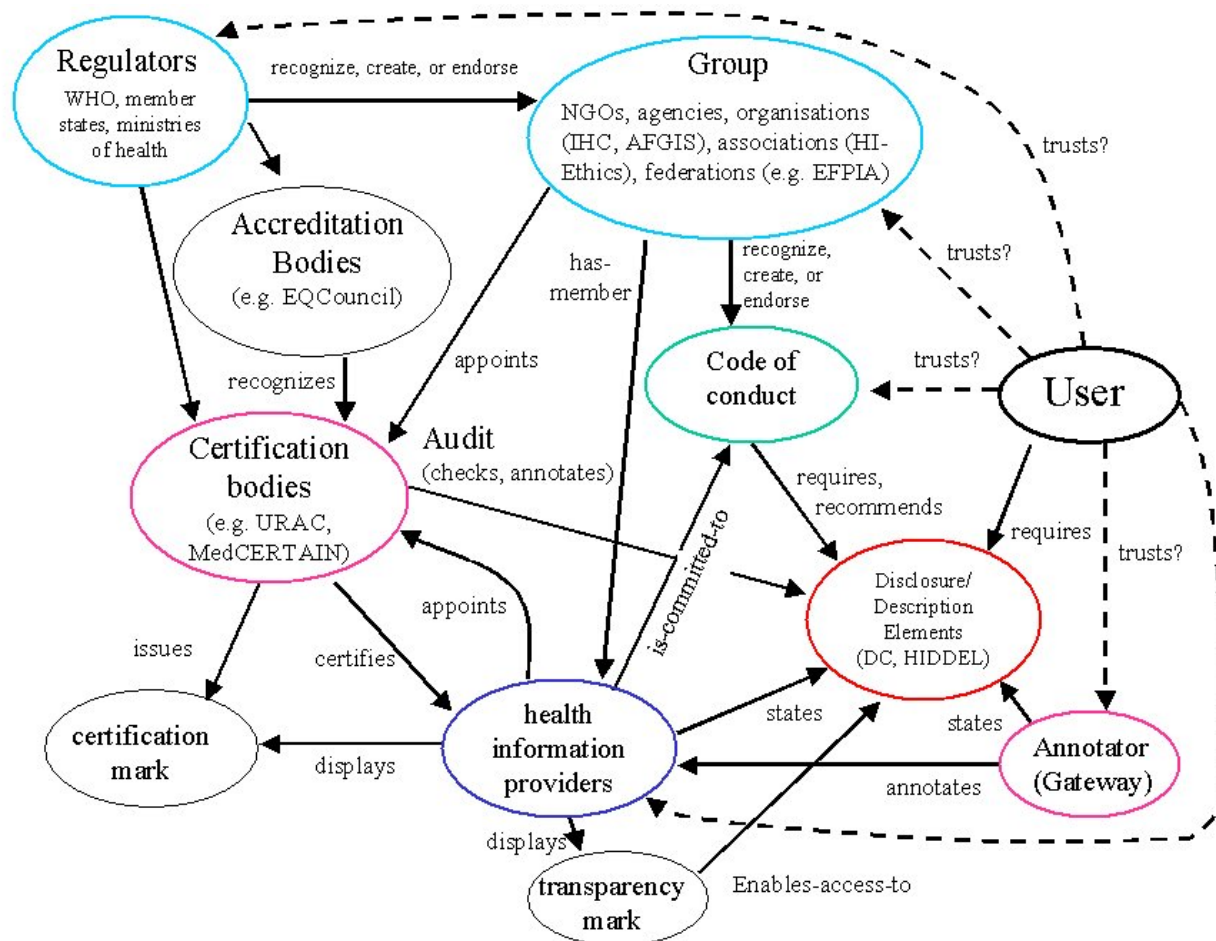 Regulators
WHO, member
states, ministries
of health
recognize, create, or endorse
Group
NGOs, agencies, organisations
(IHC, AFGIS), associations (HI-
Ethics), federations (e.g. EFPIA)
trusts?
Accreditation
Bodies
(e.g. EQCouncil)
has-
member
recognize,
create, or
endorse
trusts?
appoints
recognizes
Code of
conduct
trusts?
User
Certification
bodies
(e.g. URAC,
MedCERTAIN)
Audit
(checks, annotates)
requires,
recommends
requires
trusts?
is-committed-to
Disclosure/
Description
Elements
(DC, HIDDEL)
appoints
issues
certifies
certification
mark
displays
health
information
providers
states
states
Annotator
(Gateway)
annotates
displays
transparency
mark
Enables-access-to